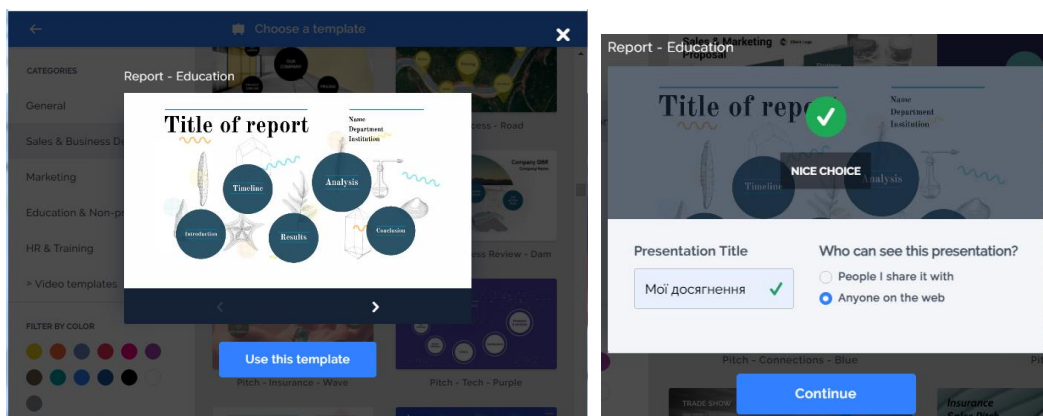 Choose a template
CATEGORIES
General
Sales & Business De
Marketing
Education & Non-pr
HR & Training
> Video templates
FILTER BY COLOR
Report - Education
Title of report
Name
Department
Institution
Timeline
Analysis
Introduction
Results
Conclusion
Use this template
- Road
Company QBR
Company Name
ess Review - Dam
Pitch - Insurance - Wave
Pitch - Tech - Purple
Report - Education
Sales & Marketing
Proposal
Title of rep
Name
Department
Institution
NICE CHOICE
Timeline
Analysis
Presentation Title
Мої досягнення
Who can see this presentation?
People I share it with
Anyone on the web
Pitch - Connections - Blue
Continue
TRADE SHOW
Insurance
Sales Pitch